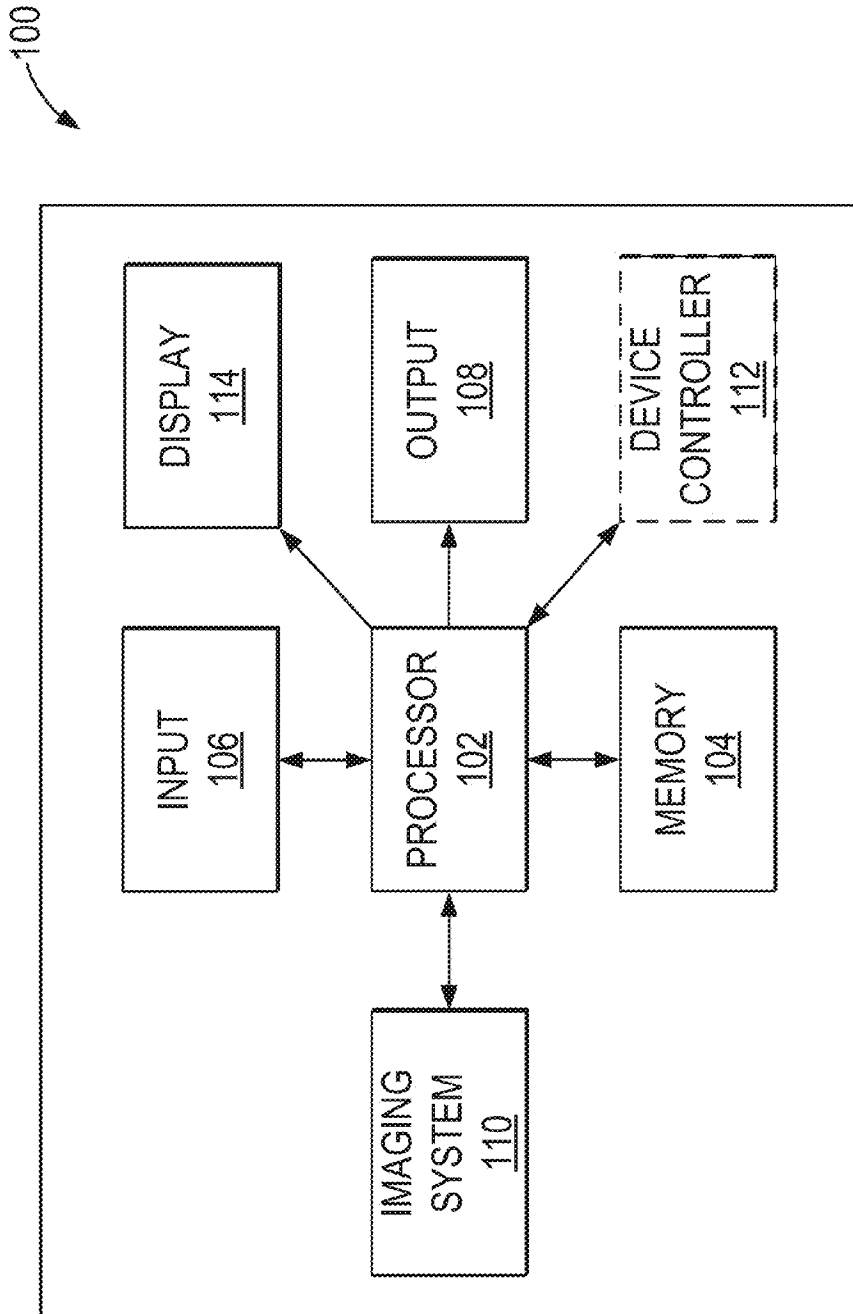 100
INPUT
106
DISPLAY
114
IMAGING
SYSTEM
110
PROCESSOR
102
OUTPUT
108
MEMORY
104
DEVICE
CONTROLLER
112